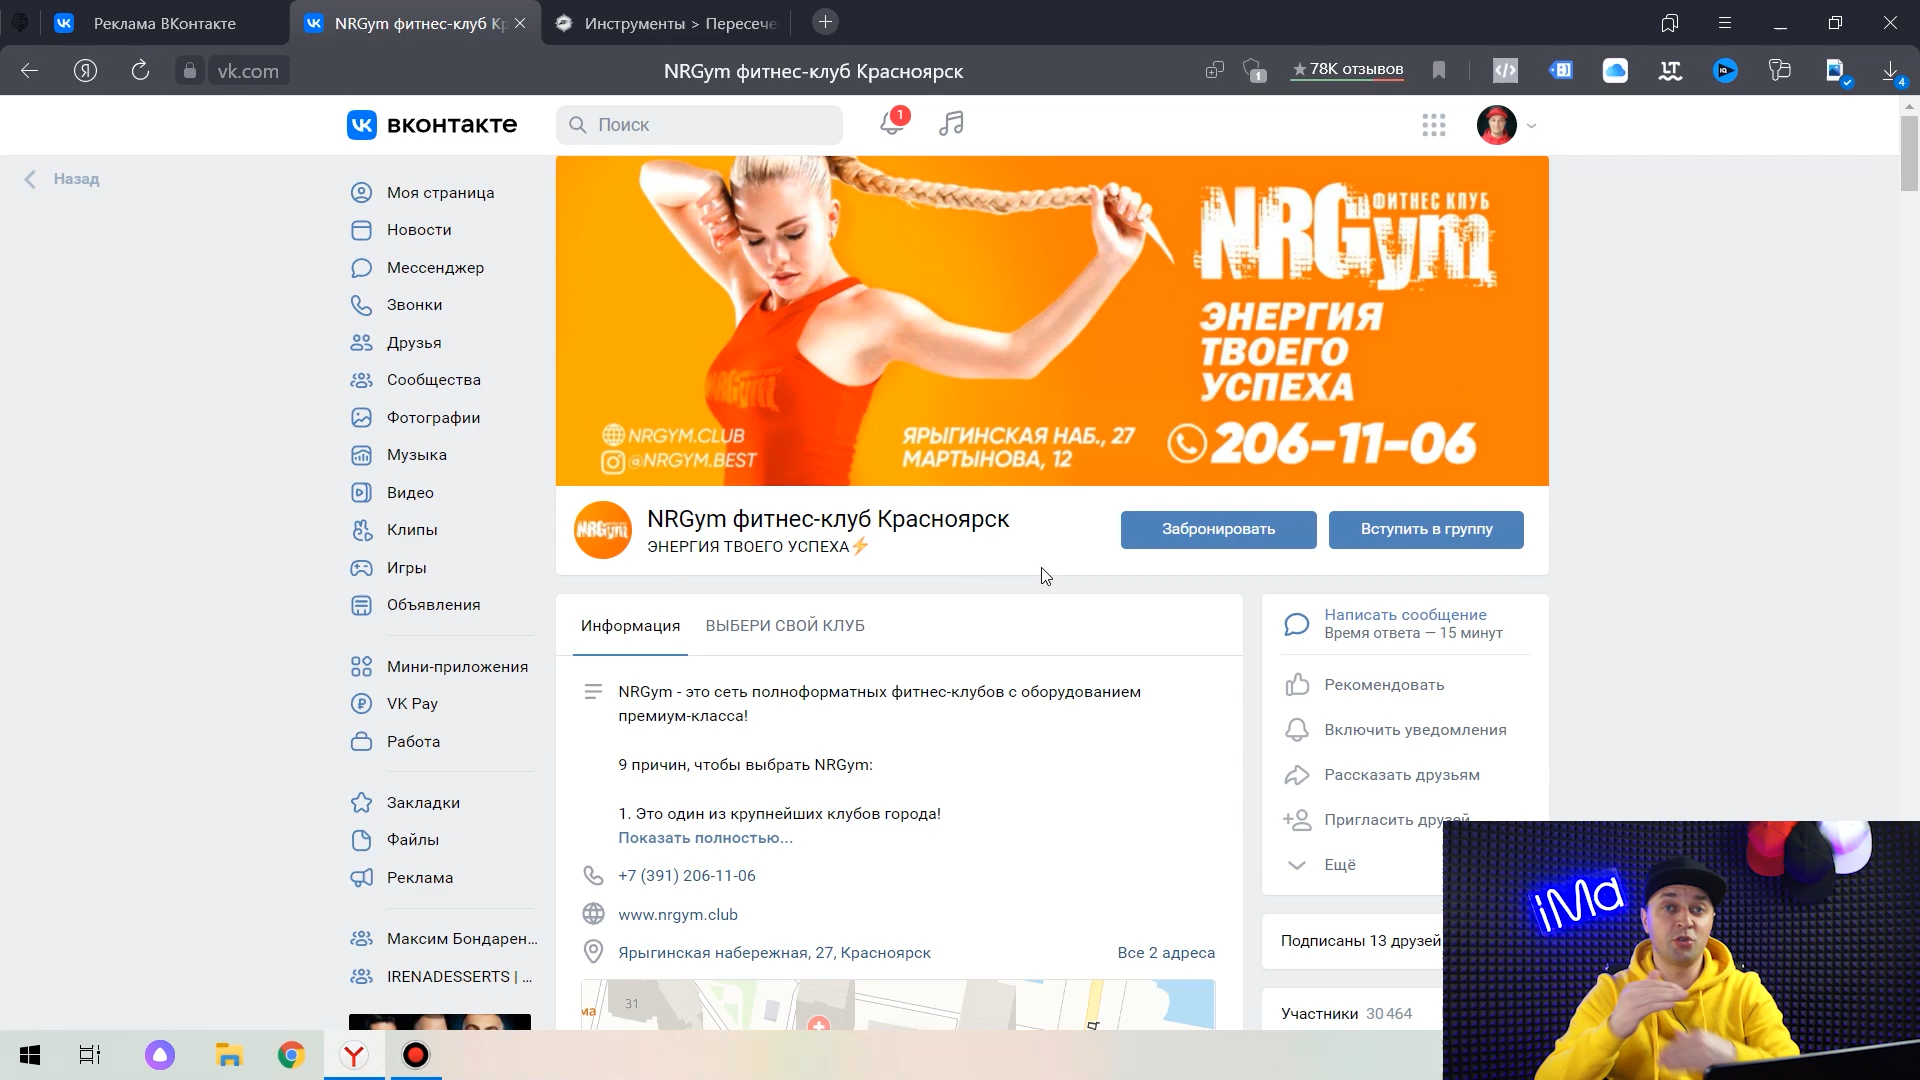 Реклама ВКонтакте
NRGym фитнес-клуб Кр
Инструменты > Пересече
vk.com
NRGym фитнес-клуб Красноярск
★78K отзывов
ВКОНТАКТЕ
Поиск
1
Назад
Моя страница
Новости
Мессенджер
Звонки
Друзья
Сообщества
Фотографии
Музыка
Видео
Клипы
Игры
Объявления
Мини-приложения
VK Pay
Работа
Закладки
Файлы
Реклама
Максим Бондарен...
IRENADESSERTS | ...
NRGym
ФИТНЕС КЛУБ
ЭНЕРГИЯ
ТВОЕГО
УСПЕХА
NRGYM.CLUB
@NRGYM.BEST
ЯРЫГИНСКАЯ НАБ., 27
МАРТЫНОВА, 12
206-11-06
NRGym фитнес-клуб Красноярск
ЭНЕРГИЯ ТВОЕГО УСПЕХА⚡
Забронировать
Вступить в группу
Информация
ВЫБЕРИ СВОЙ КЛУБ
NRGym - это сеть полноформатных фитнес-клубов с оборудованием
премиум-класса!
9 причин, чтобы выбрать NRGym:
1. Это один из крупнейших клубов города!
Показать полностью...
+7 (391) 206-11-06
www.nrgym.club
Ярыгинская набережная, 27, Красноярск
Все 2 адреса
31
Написать сообщение
Время ответа — 15 минут
Рекомендовать
Включить уведомления
Рассказать друзьям
Пригласить друзей
Ещё
Подписаны 13 друзей
Участники 30 464
iMa